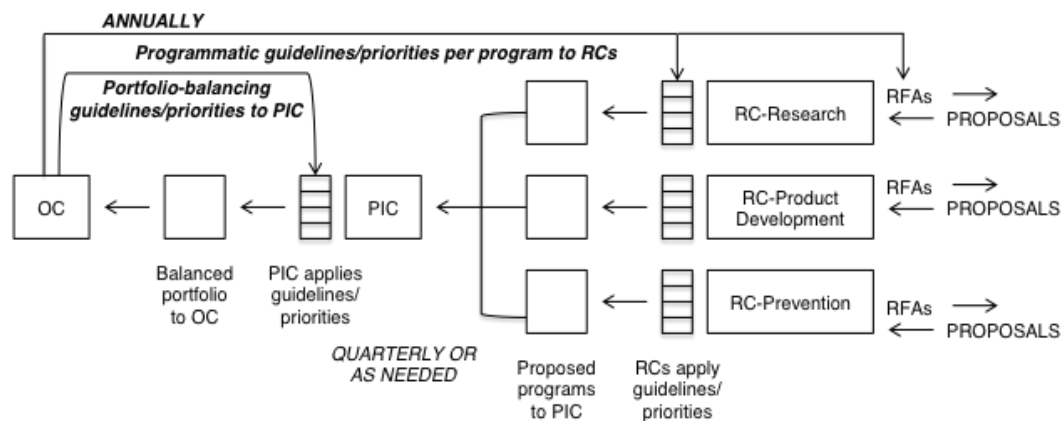 ANNUALLY
Programmatic guidelines/priorities per program to RCs
Portfolio-balancing
guidelines/priorities to PIC
RC-Research
RFAs
PROPOSALS
OC
PIC
RC-Product
Development
RFAs
PROPOSALS
Balanced
portfolio
to OC
PIC applies
guidelines/
priorities
RC-Prevention
RFAs
PROPOSALS
QUARTERLY OR
AS NEEDED
Proposed
programs
to PIC
RCs apply
guidelines/
priorities